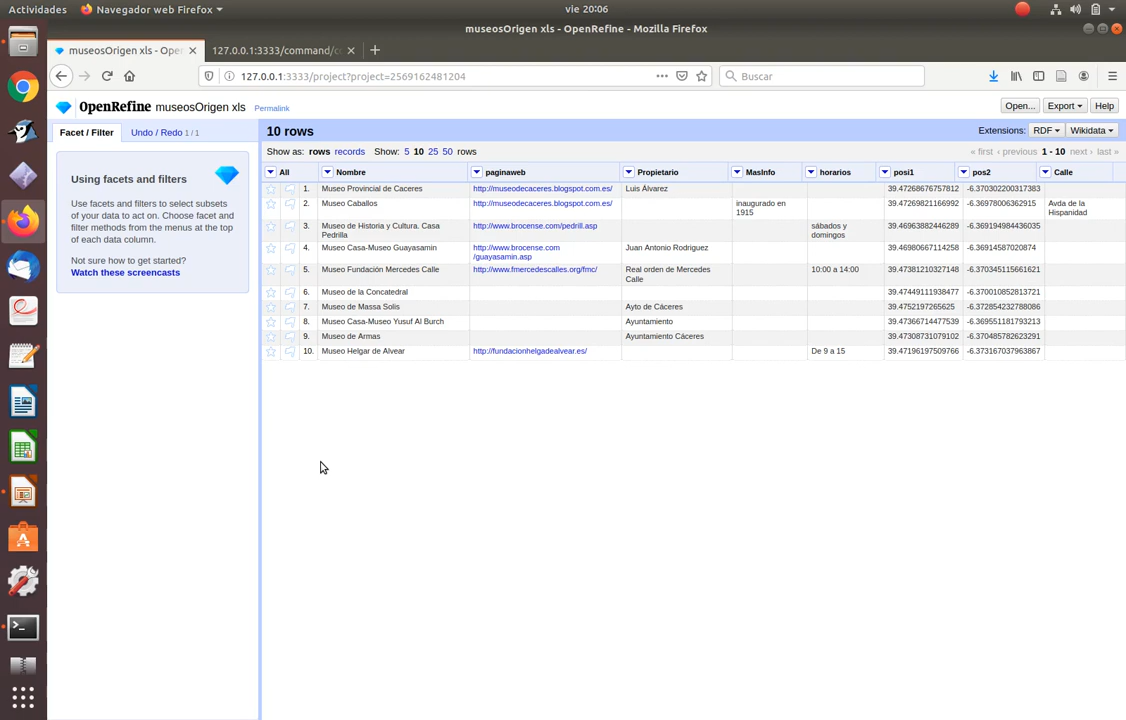 Actividades Navegador web Firefox vie 20:06
museosOrigen xls - OpenRefine - Mozilla Firefox
museosOrigen xls - Oper 127.0.0.1:3333/command/c
127.0.0.1:3333/project?project=2569162481204 Buscar
OpenRefine museosOrigen xls Permalink Open... Export Help
Facet / Filter Undo / Redo 1 / 1 10 rows Extensions: RDF Wikidata
Show as: rows records Show: 5 10 25 50 rows « first ‹ previous 1 - 10 next › last »
Using facets and filters
Use facets and filters to select subsets
of your data to act on. Choose facet
and filter methods from the menus at the top
of each data column.
Not sure how to get started?
Watch these screencasts
All Nombre paginaweb Propietario MasInfo horarios posi1 pos2 Calle
1. Museo Provincial de Caceres http://museodecaceres.blogspot.com.es/ Luis Álvarez 39.47268676757812 -6.370302200317383
2. Museo Caballos http://museodecaceres.blogspot.com.es/ inaugurado en 39.47269821166992 -6.36978006362915 Avda de la
1915 Hispanidad
3. Museo de Historia y Cultura. Casa http://www.brocense.com/pedrill.asp sábados y 39.46963882446289 -6.369194984436035
Pedrilla domingos
4. Museo Casa-Museo Guayasamin http://www.brocense.com Juan Antonio Rodriguez 39.46980667114258 -6.36914587020874
/guayasamin.asp
5. Museo Fundación Mercedes Calle http://www.fmercedescalles.org/fmc/ Real orden de Mercedes 10:00 a 14:00 39.47381210327148 -6.370345115661621
Calle
6. Museo de la Concatedral 39.47449111938477 -6.370010852813721
7. Museo de Massa Solis Ayto de Cáceres 39.4752197265625 -6.372854232788086
8. Museo Casa-Museo Yusuf Al Burch Ayuntamiento 39.47366714477539 -6.369551181793213
9. Museo de Armas Ayuntamiento Cáceres 39.47308731079102 -6.370485782623291
10. Museo Helgar de Alvear http://fundacionhelgadealvear.es/ De 9 a 15 39.47196197509766 -6.373167037963867